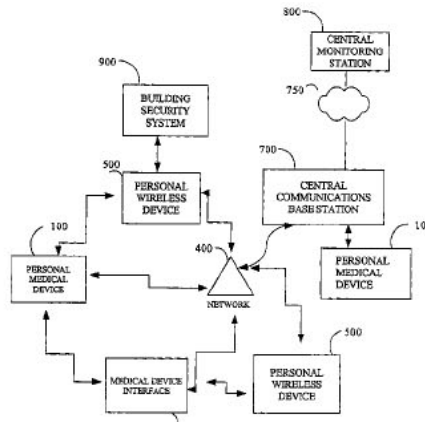 800
CENTRAL
MONITORING
STATION
900
750
BUILDING
SECURITY
SYSTEM
700
500
PERSONAL
WIRELESS
DEVICE
CENTRAL
COMMUNICATIONS
BASE STATION
100
400
10
PERSONAL
MEDICAL
DEVICE
PERSONAL
MEDICAL
DEVICE
NETWORK
500
MEDICAL DEVICE
INTERFACE
PERSONAL
WIRELESS
DEVICE